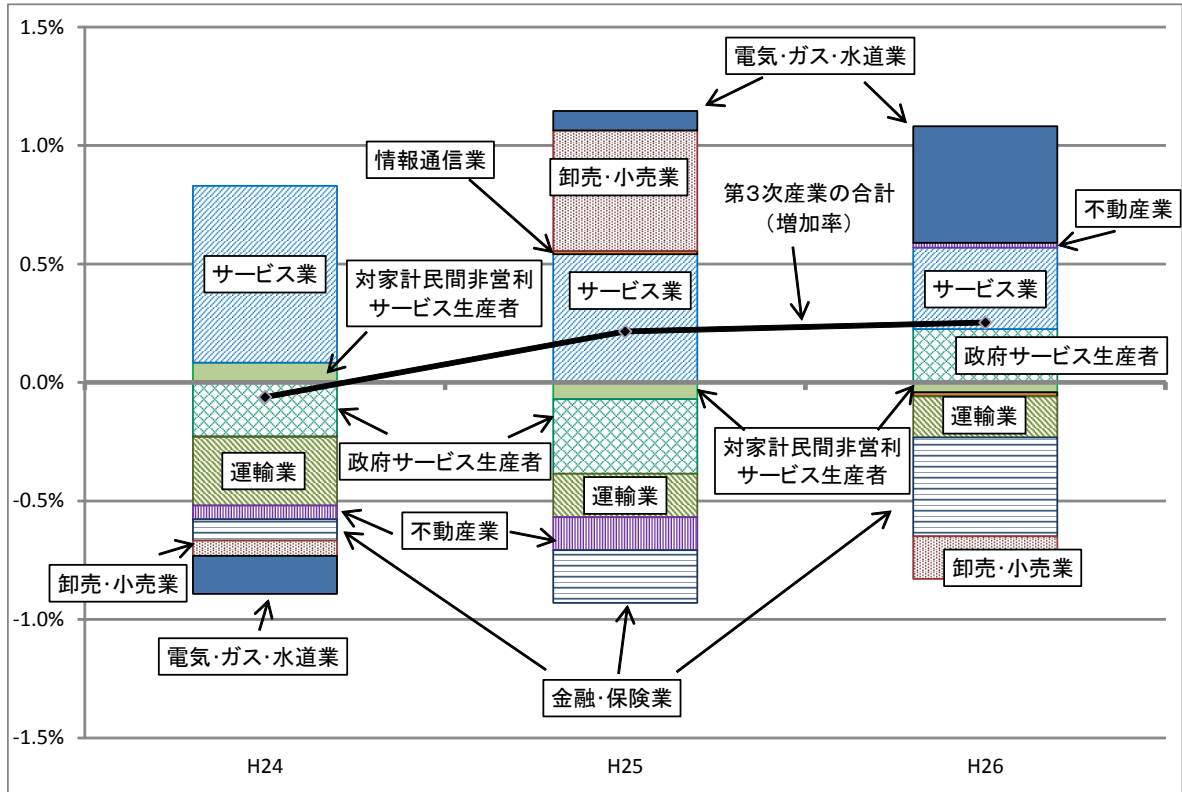 1.5%
1.0%
0.5%
0.0%
-0.5%
-1.0%
-1.5%
電気・ガス・水道業
情報通信業
卸売・小売業
第3次産業の合計
（増加率）
不動産業
サービス業
対家計民間非営利
サービス生産者
サービス業
サービス業
政府サービス生産者
運輸業
政府サービス生産者
対家計民間非営利
サービス生産者
運輸業
運輸業
不動産業
卸売・小売業
卸売・小売業
電気・ガス・水道業
金融・保険業
H24
H25
H26